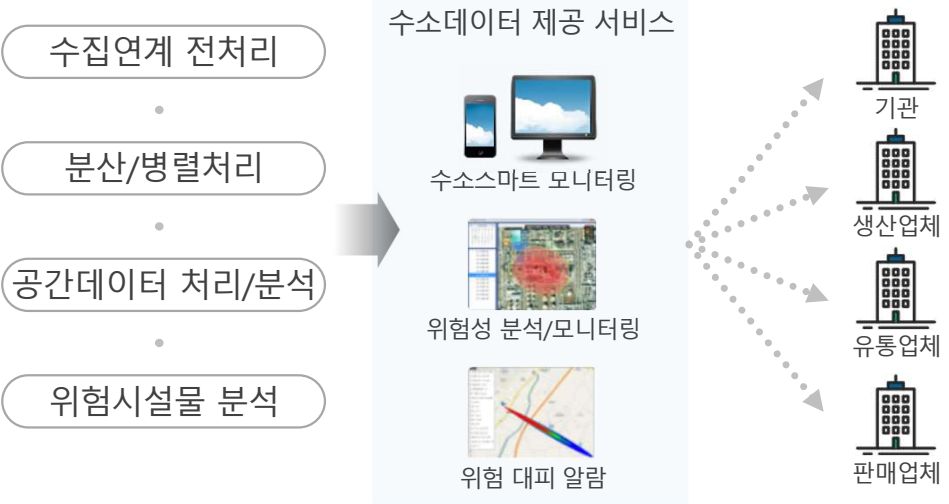 수집연계 전처리
분산/병렬처리
공간데이터 처리/분석
위험시설물 분석
수소데이터 제공 서비스
수소스마트 모니터링
위험성 분석/모니터링
위험 대피 알람
기관
생산업체
유통업체
판매업체